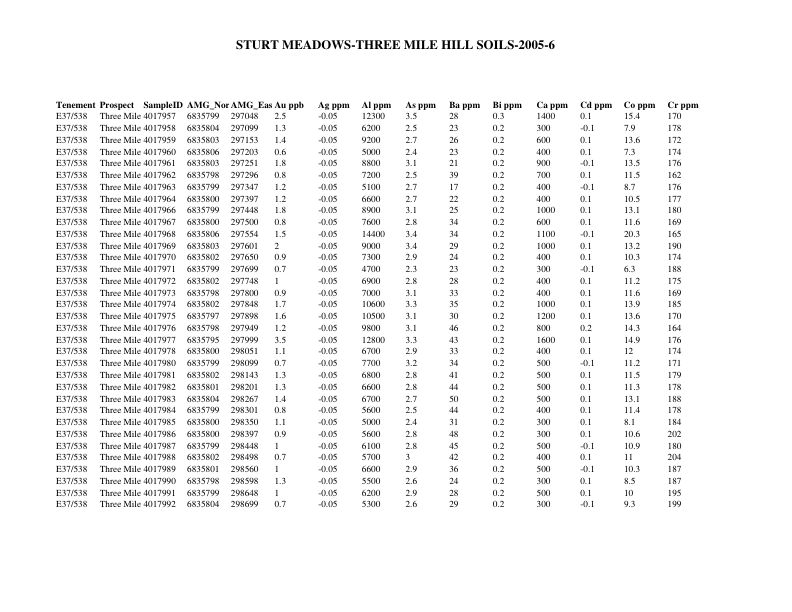 STURT MEADOWS-THREE MILE HILL SOILS-2005-6
Tenement Prospect SampleID AMG_Nor AMG_Eas Au ppb Ag ppm Al ppm As ppm Ba ppm Bi ppm Ca ppm Cd ppm Co ppm Cr ppm
E37/538 Three Mile 4017957 6835799 297048 2.5 -0.05 12300 3.5 28 0.3 1400 0.1 15.4 170
E37/538 Three Mile 4017958 6835804 297099 1.3 -0.05 6200 2.5 23 0.2 300 -0.1 7.9 178
E37/538 Three Mile 4017959 6835803 297153 1.4 -0.05 9200 2.7 26 0.2 600 0.1 13.6 172
E37/538 Three Mile 4017960 6835806 297203 0.6 -0.05 5000 2.4 23 0.2 400 0.1 7.3 174
E37/538 Three Mile 4017961 6835803 297251 1.8 -0.05 8800 3.1 21 0.2 900 -0.1 13.5 176
E37/538 Three Mile 4017962 6835798 297296 0.8 -0.05 7200 2.5 39 0.2 700 0.1 11.5 162
E37/538 Three Mile 4017963 6835799 297347 1.2 -0.05 5100 2.7 17 0.2 400 -0.1 8.7 176
E37/538 Three Mile 4017964 6835800 297397 1.2 -0.05 6600 2.7 22 0.2 400 0.1 10.5 177
E37/538 Three Mile 4017966 6835799 297448 1.8 -0.05 8900 3.1 25 0.2 1000 0.1 13.1 180
E37/538 Three Mile 4017967 6835800 297500 0.8 -0.05 7600 2.8 34 0.2 600 0.1 11.6 169
E37/538 Three Mile 4017968 6835806 297554 1.5 -0.05 14400 3.4 34 0.2 1100 -0.1 20.3 165
E37/538 Three Mile 4017969 6835803 297601 2 -0.05 9000 3.4 29 0.2 1000 0.1 13.2 190
E37/538 Three Mile 4017970 6835802 297650 0.9 -0.05 7300 2.9 24 0.2 400 0.1 10.3 174
E37/538 Three Mile 4017971 6835799 297699 0.7 -0.05 4700 2.3 23 0.2 300 -0.1 6.3 188
E37/538 Three Mile 4017972 6835802 297748 1 -0.05 6900 2.8 28 0.2 400 0.1 11.2 175
E37/538 Three Mile 4017973 6835798 297800 0.9 -0.05 7000 3.1 33 0.2 400 0.1 11.6 169
E37/538 Three Mile 4017974 6835802 297848 1.7 -0.05 10600 3.3 35 0.2 1000 0.1 13.9 185
E37/538 Three Mile 4017975 6835797 297898 1.6 -0.05 10500 3.1 30 0.2 1200 0.1 13.6 170
E37/538 Three Mile 4017976 6835798 297949 1.2 -0.05 9800 3.1 46 0.2 800 0.2 14.3 164
E37/538 Three Mile 4017977 6835795 297999 3.5 -0.05 12800 3.3 43 0.2 1600 0.1 14.9 176
E37/538 Three Mile 4017978 6835800 298051 1.1 -0.05 6700 2.9 33 0.2 400 0.1 12 174
E37/538 Three Mile 4017980 6835799 298099 0.7 -0.05 7700 3.2 34 0.2 500 -0.1 11.2 171
E37/538 Three Mile 4017981 6835802 298143 1.3 -0.05 6800 2.8 41 0.2 500 0.1 11.5 179
E37/538 Three Mile 4017982 6835801 298201 1.3 -0.05 6600 2.8 44 0.2 500 0.1 11.3 178
E37/538 Three Mile 4017983 6835804 298267 1.4 -0.05 6700 2.7 50 0.2 500 0.1 13.1 188
E37/538 Three Mile 4017984 6835799 298301 0.8 -0.05 5600 2.5 44 0.2 400 0.1 11.4 178
E37/538 Three Mile 4017985 6835800 298350 1.1 -0.05 5000 2.4 31 0.2 300 0.1 8.1 184
E37/538 Three Mile 4017986 6835800 298397 0.9 -0.05 5600 2.8 48 0.2 300 0.1 10.6 202
E37/538 Three Mile 4017987 6835799 298448 1 -0.05 6100 2.8 45 0.2 500 -0.1 10.9 180
E37/538 Three Mile 4017988 6835802 298498 0.7 -0.05 5700 3 42 0.2 400 0.1 11 204
E37/538 Three Mile 4017989 6835801 298560 1 -0.05 6600 2.9 36 0.2 500 -0.1 10.3 187
E37/538 Three Mile 4017990 6835798 298598 1.3 -0.05 5500 2.6 24 0.2 300 0.1 8.5 187
E37/538 Three Mile 4017991 6835799 298648 1 -0.05 6200 2.9 28 0.2 500 0.1 10 195
E37/538 Three Mile 4017992 6835804 298699 0.7 -0.05 5300 2.6 29 0.2 300 -0.1 9.3 199